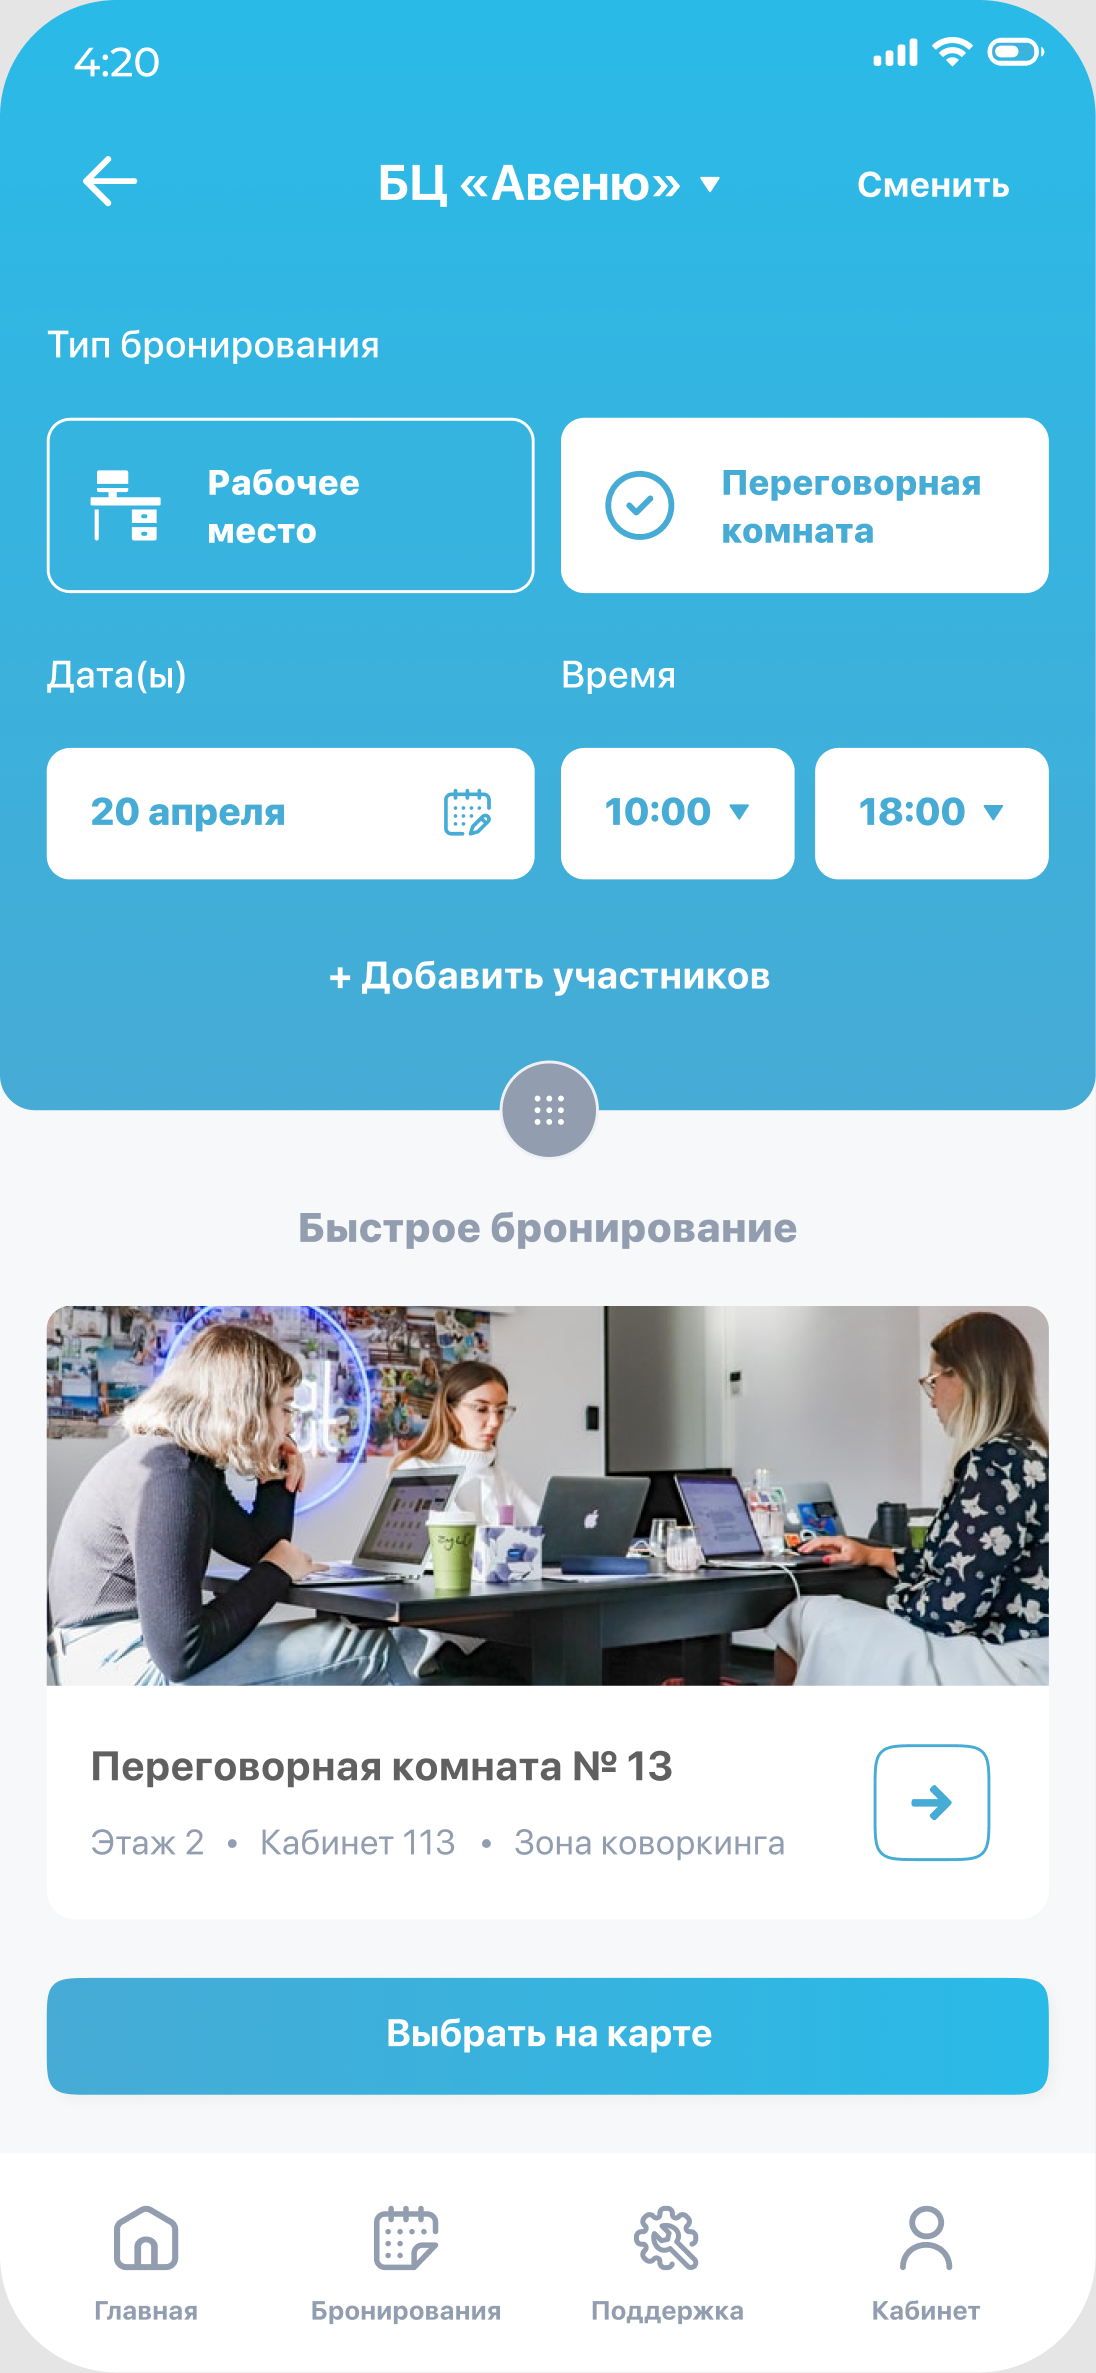 4:20
БЦ «Авеню»
Сменить
Тип бронирования
Рабочее
место
Переговорная
комната
Дата(ы)
Время
20 апреля
10:00
18:00
+ Добавить участников
Быстрое бронирование
Переговорная комната № 13
Этаж 2 • Кабинет 113 • Зона коворкинга
Выбрать на карте
Главная
Бронирования
Поддержка
Кабинет